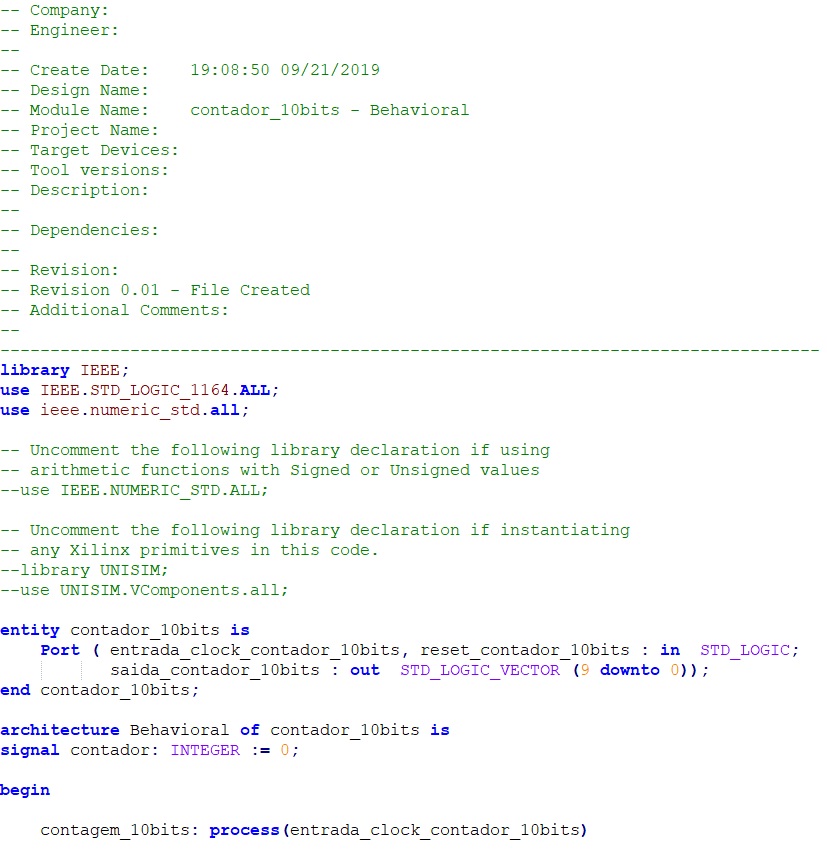 -- Company:
-- Engineer:
--
-- Create Date:    19:08:50 09/21/2019
-- Design Name:
-- Module Name:    contador_10bits - Behavioral
-- Project Name:
-- Target Devices:
-- Tool versions:
-- Description:
--
-- Dependencies:
--
-- Revision:
-- Revision 0.01 - File Created
-- Additional Comments:
--
----------------------------------------------------------------------------------
library IEEE;
use IEEE.STD_LOGIC_1164.ALL;
use ieee.numeric_std.all;

-- Uncomment the following library declaration if using
-- arithmetic functions with Signed or Unsigned values
--use IEEE.NUMERIC_STD.ALL;

-- Uncomment the following library declaration if instantiating
-- any Xilinx primitives in this code.
--library UNISIM;
--use UNISIM.VComponents.all;

entity contador_10bits is
    Port ( entrada_clock_contador_10bits, reset_contador_10bits : in  STD_LOGIC;
           saida_contador_10bits : out  STD_LOGIC_VECTOR (9 downto 0));
end contador_10bits;

architecture Behavioral of contador_10bits is
signal contador: INTEGER := 0;

begin

    contagem_10bits: process(entrada_clock_contador_10bits)